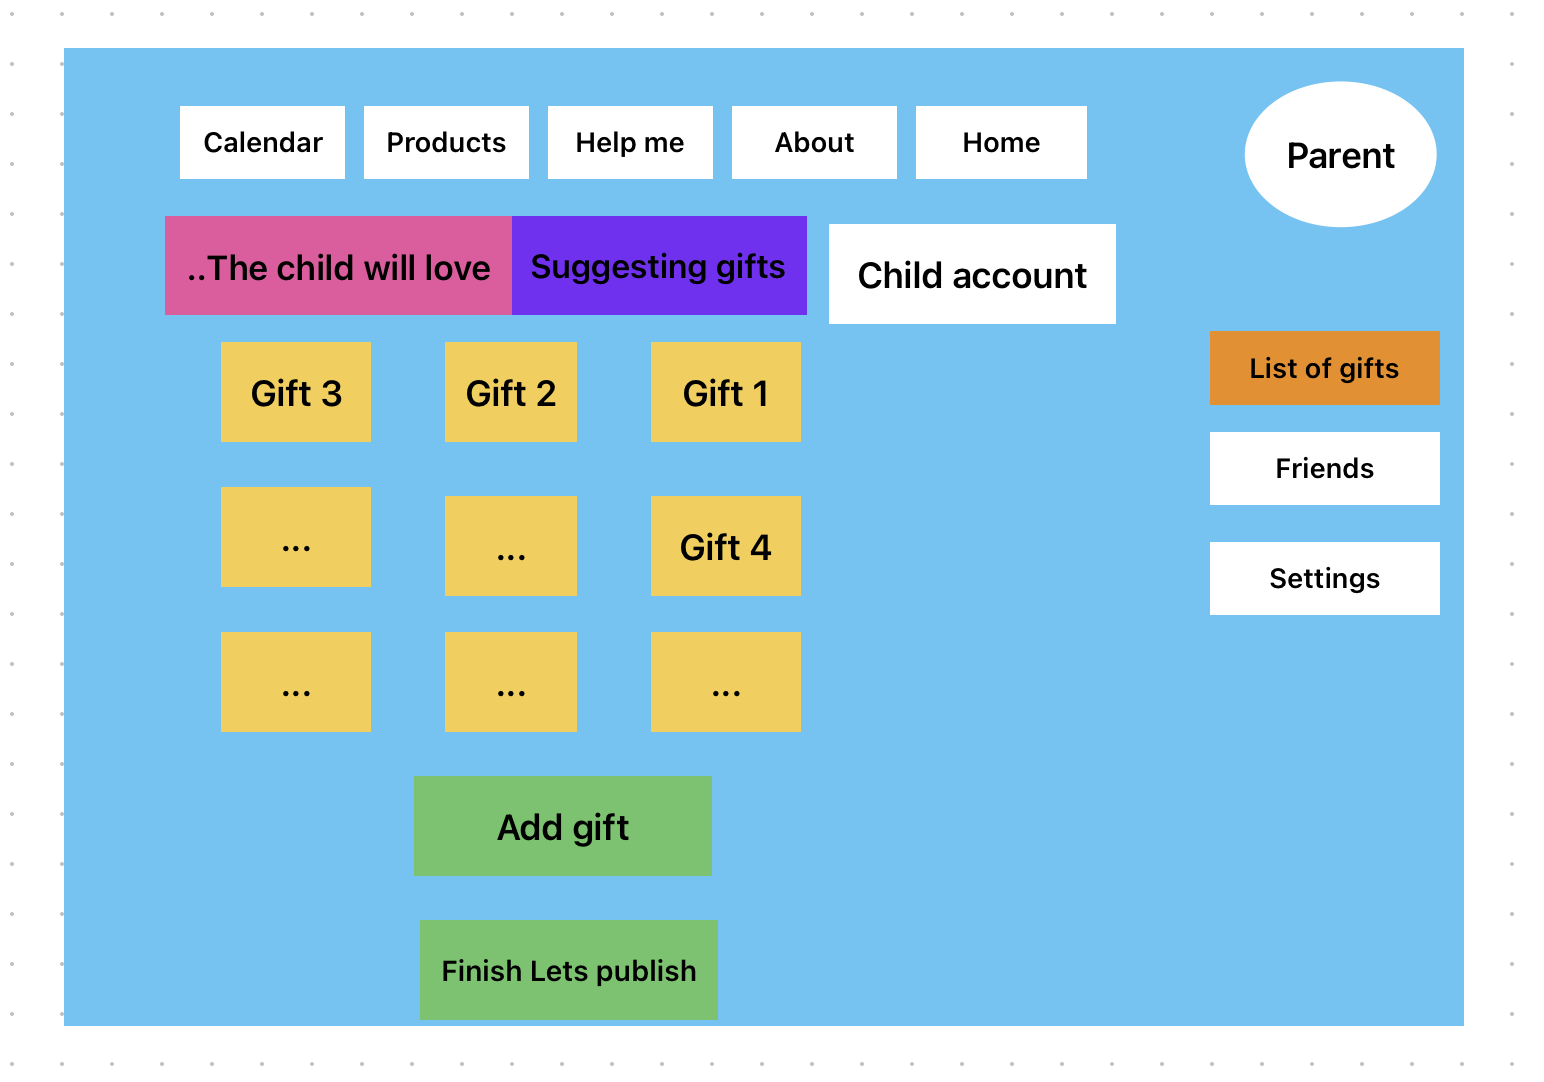 Calendar
Products
Help me
About
Home
Parent
..The child will love
Suggesting gifts
Child account
List of gifts
Friends
Settings
Gift 3
Gift 2
Gift 1
...
...
Gift 4
...
...
...
Add gift
Finish Lets publish